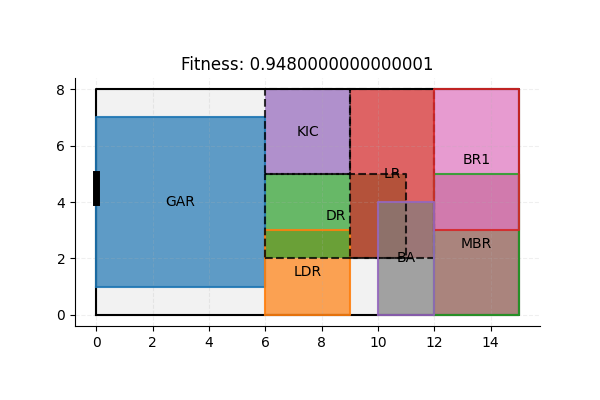 Fitness: 0.9480000000000001
8
6
4
2
0
KIC
LR
BR1
GAR
DR
MBR
BA
LDR
0 2 4 6 8 10 12 14